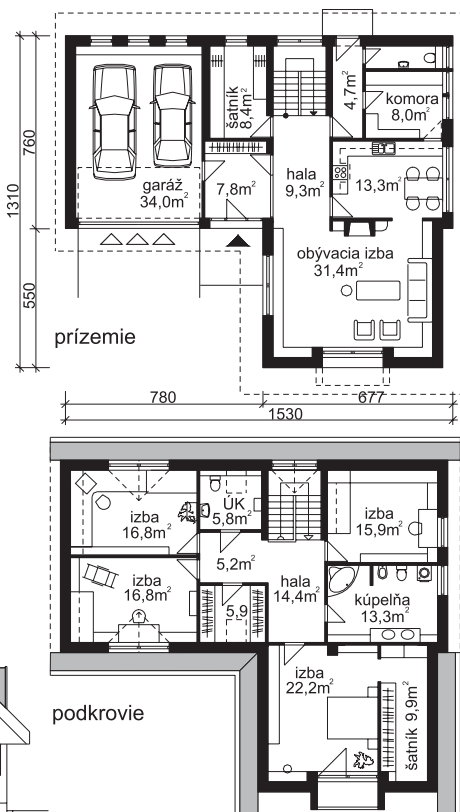 1310
760
550
šatník
8,4m²
4,7m²
komora
8,0m²
garáž
34,0m²
7,8m²
hala
9,3m²
13,3m²
obývacia izba
31,4m²
prízemie
780
677
1530
izba
16,8m²
ÚK
5,8m²
izba
15,9m²
5,2m²
izba
16,8m²
5,9
hala
14,4m²
kúpelňa
13,3m²
izba
22,2m²
šatník 9,9m²
podkrovie